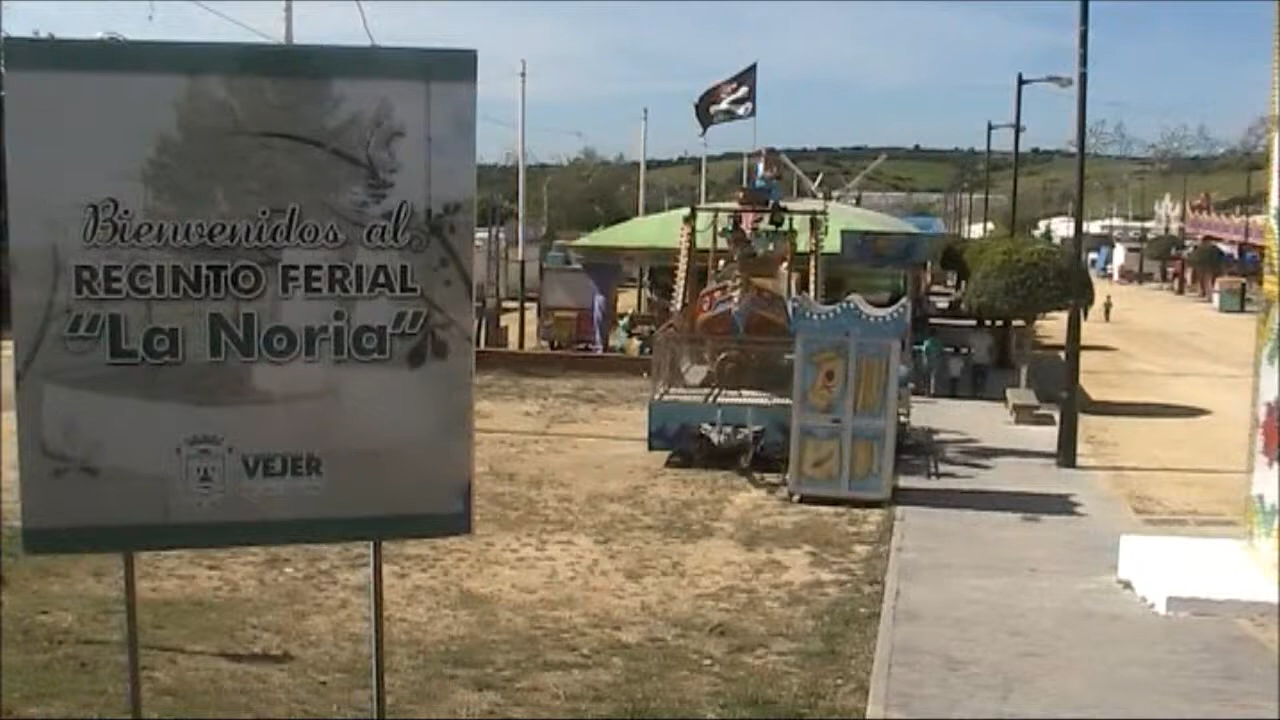 Bienvenidos al
RECINTO FERIAL
“La Noria”
VEJER